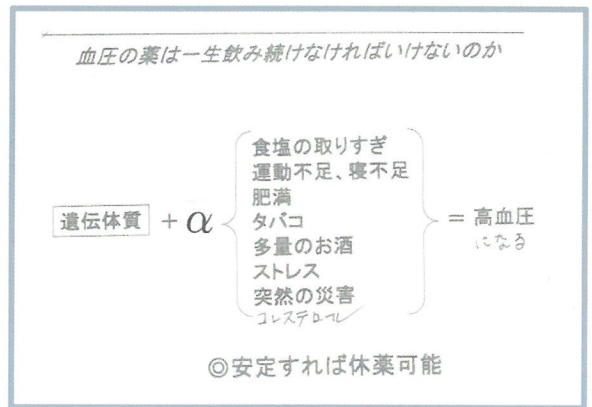 血圧の薬は一生飲み続けなければいけないのか
食塩の取りすぎ
運動不足、寝不足
肥満
遺伝体質 + α タバコ = 高血圧
になる
多量のお酒
ストレス
突然の災害
コレステロール
◎安定すれば休薬可能